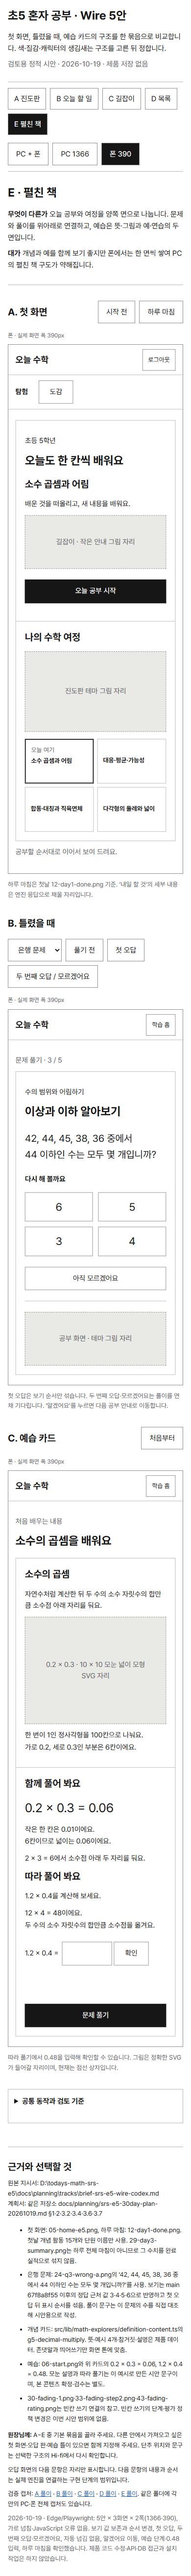 초5 혼자 공부 · Wire 5안
첫 화면, 틀렸을 때, 예습 카드의 구조를 한 묶음으로 비교합니다. 색·질감·캐릭터의 생김새는 구조를 고른 뒤 정합니다.
검토용 정적 시안 · 2026-10-19 · 제품 저장 없음
A 진도판
B 오늘 할 일
C 길잡이
D 목록
E 펼친 책
PC + 폰
PC 1366
폰 390
E · 펼친 책
무엇이 다른가 오늘 공부와 여정을 양쪽 면으로 나눕니다. 문제와 풀이를 위아래로 연결하고, 예습은 뜻·그림과 예·연습의 두 면입니다.
대가 개념과 예를 함께 보기 좋지만 폰에서는 한 면씩 쌓여 PC의 펼친 책 구도가 약해집니다.
A. 첫 화면
시작 전
하루 마침
폰 · 실제 화면 폭 390px
오늘 수학
로그아웃
탐험
도감
초등 5학년
오늘도 한 칸씩 배워요
소수 곱셈과 어림
배운 것을 떠올리고, 새 내용을 배워요.
길잡이 · 작은 안내 그림 자리
오늘 공부 시작
나의 수학 여정
진도판 테마 그림 자리
오늘 여기
소수 곱셈과 어림
대응·평균·가능성
합동·대칭과 직육면체
다각형의 둘레와 넓이
공부할 순서대로 이어서 보여 드려요.
하루 마침은 첫날 12-day1-done.png 기준. '내일 할 것'의 세부 내용은 엔진 응답으로 채울 자리입니다.
B. 틀렸을 때
은행 문제
풀기 전
첫 오답
두 번째 오답 / 모르겠어요
폰 · 실제 화면 폭 390px
오늘 수학
학습 홈
문제 풀기 · 3 / 5
수의 범위와 어림하기
이상과 이하 알아보기
42, 44, 45, 38, 36 중에서
44 이하인 수는 모두 몇 개입니까?
다시 해 볼까요
6
5
3
4
아직 모르겠어요
공부 화면 · 테마 그림 자리
첫 오답은 보기 순서만 섞습니다. 두 번째 오답·모르겠어요는 풀이를 연 채 기다립니다. '알겠어요'를 누르면 다음 공부 안내로 이동합니다.
C. 예습 카드
처음부터
폰 · 실제 화면 폭 390px
오늘 수학
학습 홈
처음 배우는 내용
소수의 곱셈을 배워요
소수의 곱셈
자연수처럼 계산한 뒤 두 수의 소수 자릿수의 합만큼 소수점 아래 자리를 둬요.
0.2 × 0.3 · 10 × 10 모눈 넓이 모형
SVG 자리
한 변이 1인 정사각형을 100칸으로 나눠요.
가로 0.2, 세로 0.3인 부분은 6칸이에요.
함께 풀어 봐요
0.2 × 0.3 = 0.06
작은 한 칸은 0.01이에요.
6칸이므로 넓이는 0.06이에요.
2 × 3 = 6에서 소수점 아래 두 자리를 둬요.
따라 풀어 봐요
1.2 × 0.4을 계산해 보세요.
12 × 4 = 48이에요.
두 수의 소수 자릿수의 합만큼 소수점을 옮겨요.
1.2 × 0.4 =
확인
문제 풀기
따라 풀기에서 0.48을 입력해 확인할 수 있습니다. 그림은 정확한 SVG가 들어갈 자리이며, 현재는 점선 상자입니다.
▶ 공통 동작과 검토 기준
근거와 선택할 것
계획서: 같은 저장소 docs/planning/srs-e5-30day-plan-20261019.md §1·3·2·3·4·3·6·3·7